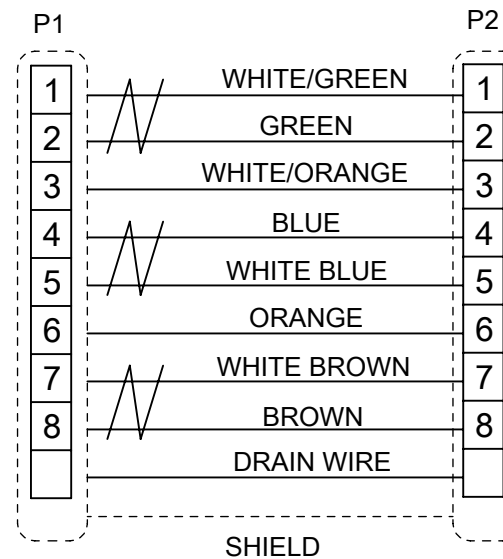 P1 P2
1 WHITE/GREEN 1
2 GREEN 2
3 WHITE/ORANGE 3
4 BLUE 4
5 WHITE BLUE 5
6 ORANGE 6
7 WHITE BROWN 7
8 BROWN 8
DRAIN WIRE
SHIELD